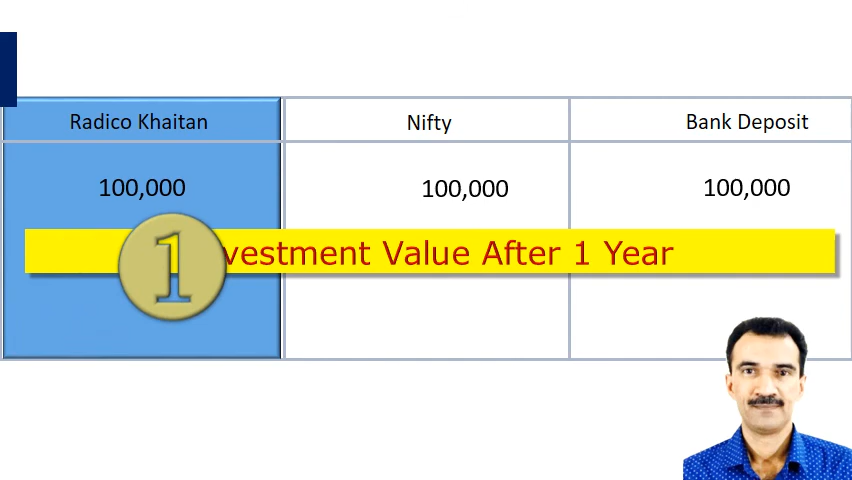 Radico Khaitan Nifty Bank Deposit
100,000 100,000 100,000
1 vestment Value After 1 Year